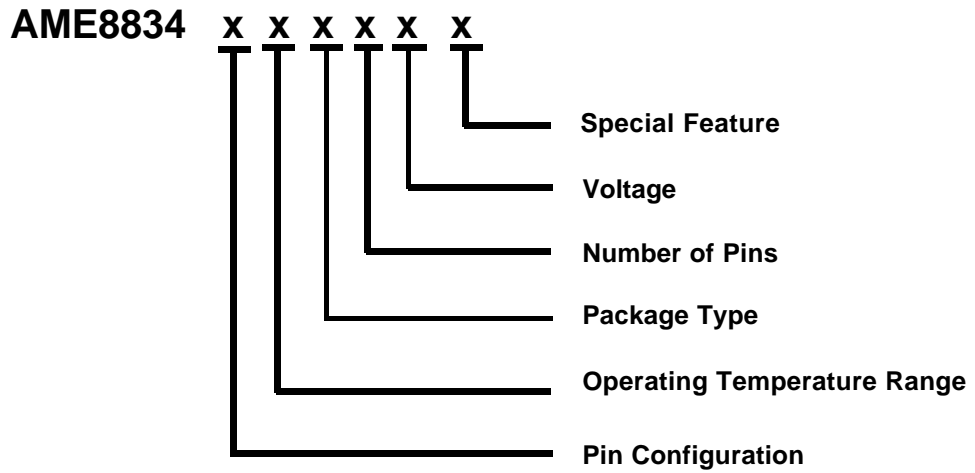 AME8834 x x x x x x
Special Feature
Voltage
Number of Pins
Package Type
Operating Temperature Range
Pin Configuration